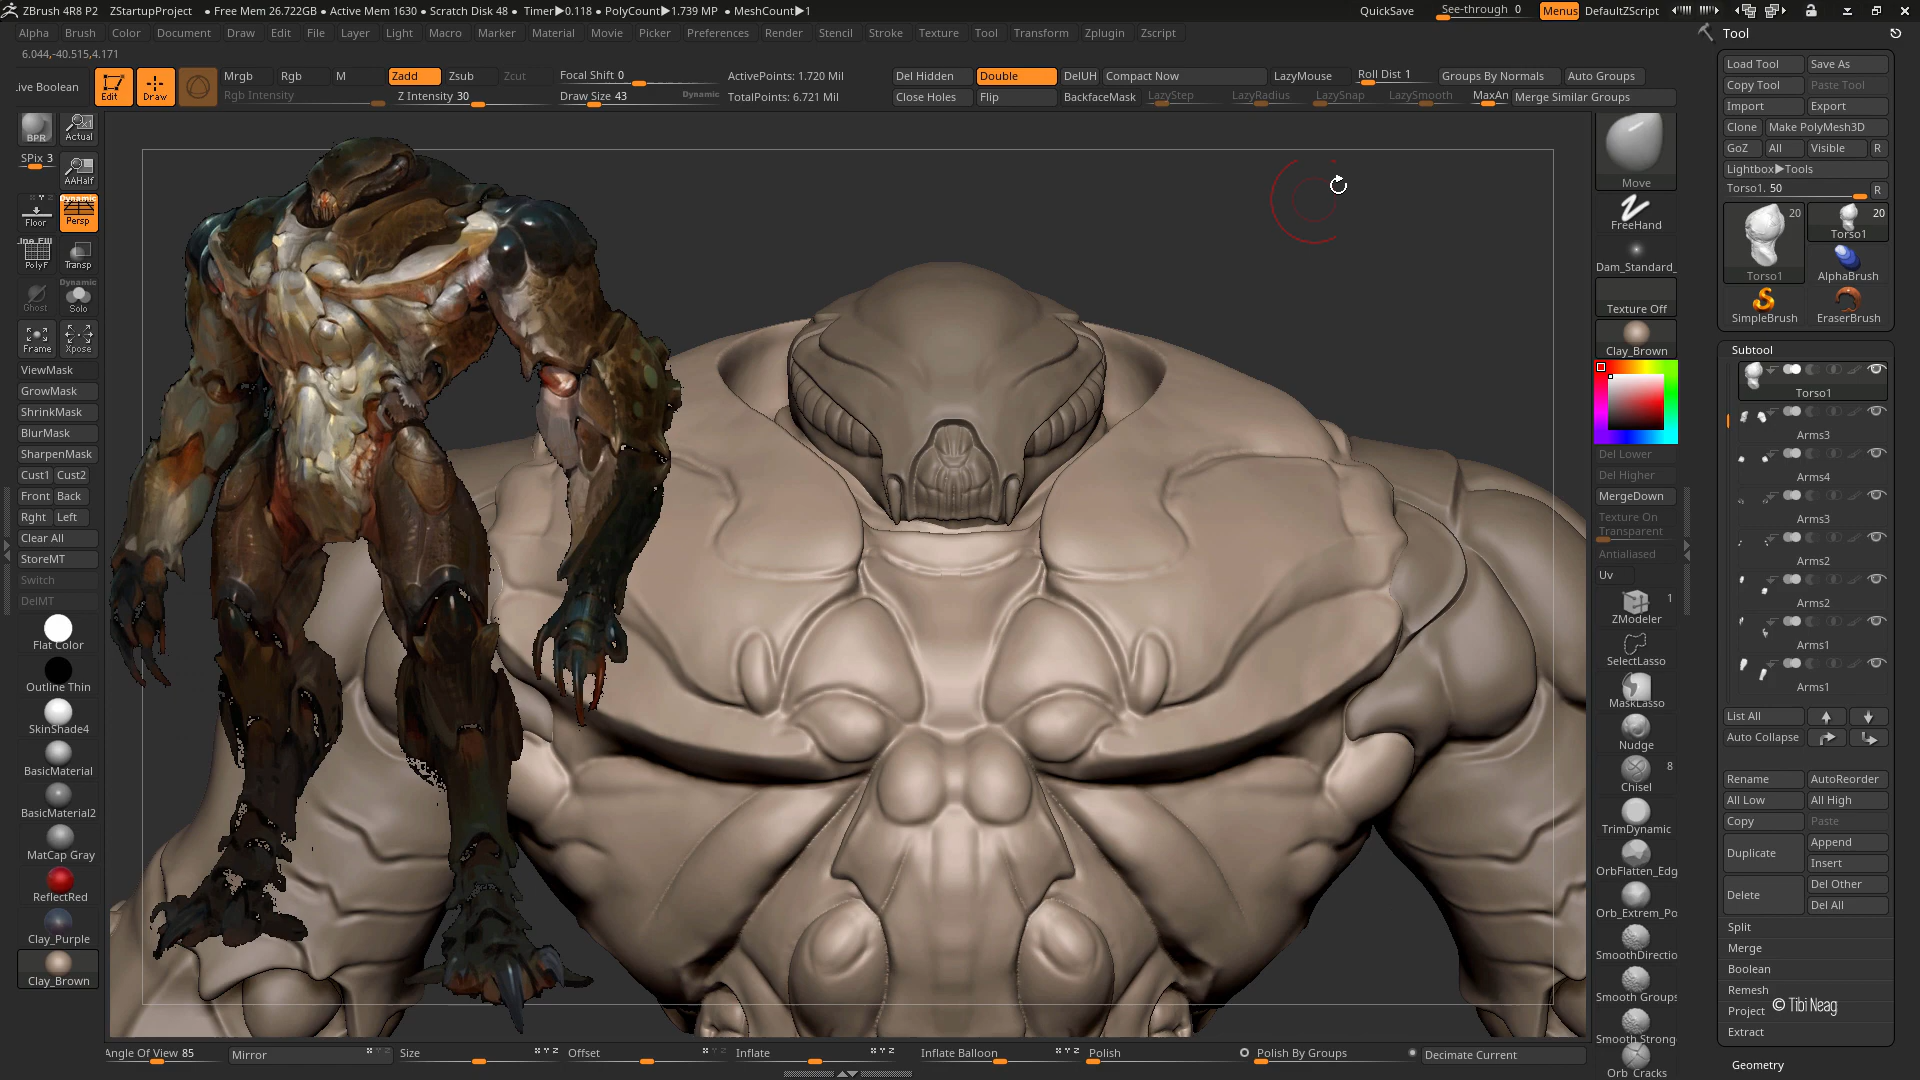 ZBrush 4R8 P2 ZStartupProject • Free Mem 26.722GB • Active Mem 1630 • Scratch Disk 48 • Timer▶0.118 • PolyCount▶1.739 MP • MeshCount▶1 QuickSave See-through 0 Menus DefaultZScript
Alpha Brush Color Document Draw Edit File Layer Light Macro Marker Material Movie Picker Preferences Render Stencil Stroke Texture Tool Transform Zplugin Zscript
6.044,-40.515,4.171
.ive Boolean Edit Draw
Mrgb Rgb M Zadd Zsub Zcut Focal Shift 0 ActivePoints: 1.720 Mil Del Hidden Double DelUH Compact Now LazyMouse Roll Dist 1 Groups By Normals Auto Groups
Rgb Intensity Z Intensity 30 Draw Size 43 Dynamic TotalPoints: 6.721 Mil Close Holes Flip BackfaceMask LazyStep LazyRadius LazySnap LazySmooth MaxAn Merge Similar Groups
BPR Actual
SPix 3 AAHalf
Floor Dynamic Persp
.ine Fill PolyF Transp
Ghost Dynamic Solo
Frame Xpose
ViewMask
GrowMask
ShrinkMask
BlurMask
SharpenMask
Cust1 Cust2
Front Back
Rght Left
Clear All
StoreMT
Switch
DelMT
Flat Color
Outline Thin
SkinShade4
BasicMaterial
BasicMaterial2
MatCap Gray
ReflectRed
Clay_Purple
Clay_Brown
Move
FreeHand
Dam_Standard_
Texture Off
Clay_Brown
Del Lower
Del Higher
MergeDown
Texture On
Transparent
Antialiased
Uv
1
ZModeler
SelectLasso
MaskLasso
Nudge
8
Chisel
TrimDynamic
OrbFlatten_Edg
Orb_Extrem_Po
SmoothDirectio
Smooth Groups
Smooth Strong
Orb_Cracks
Tool
Load Tool Save As
Copy Tool Paste Tool
Import Export
Clone Make PolyMesh3D
GoZ All Visible R
Lightbox▶Tools
Torso1. 50 R
20 20
Torso1
Torso1 AlphaBrush
SimpleBrush EraserBrush
Subtool
Torso1
Arms3
Arms4
Arms3
Arms2
Arms2
Arms1
Arms1
List All
Auto Collapse
Rename AutoReorder
All Low All High
Copy Paste
Duplicate Append
Insert
Delete Del Other
Del All
Split
Merge
Boolean
Remesh
Project
© Tibi Neag
Extract
Geometry
Angle Of View 85 Mirror Size Offset Inflate Inflate Balloon Polish Polish By Groups Decimate Current